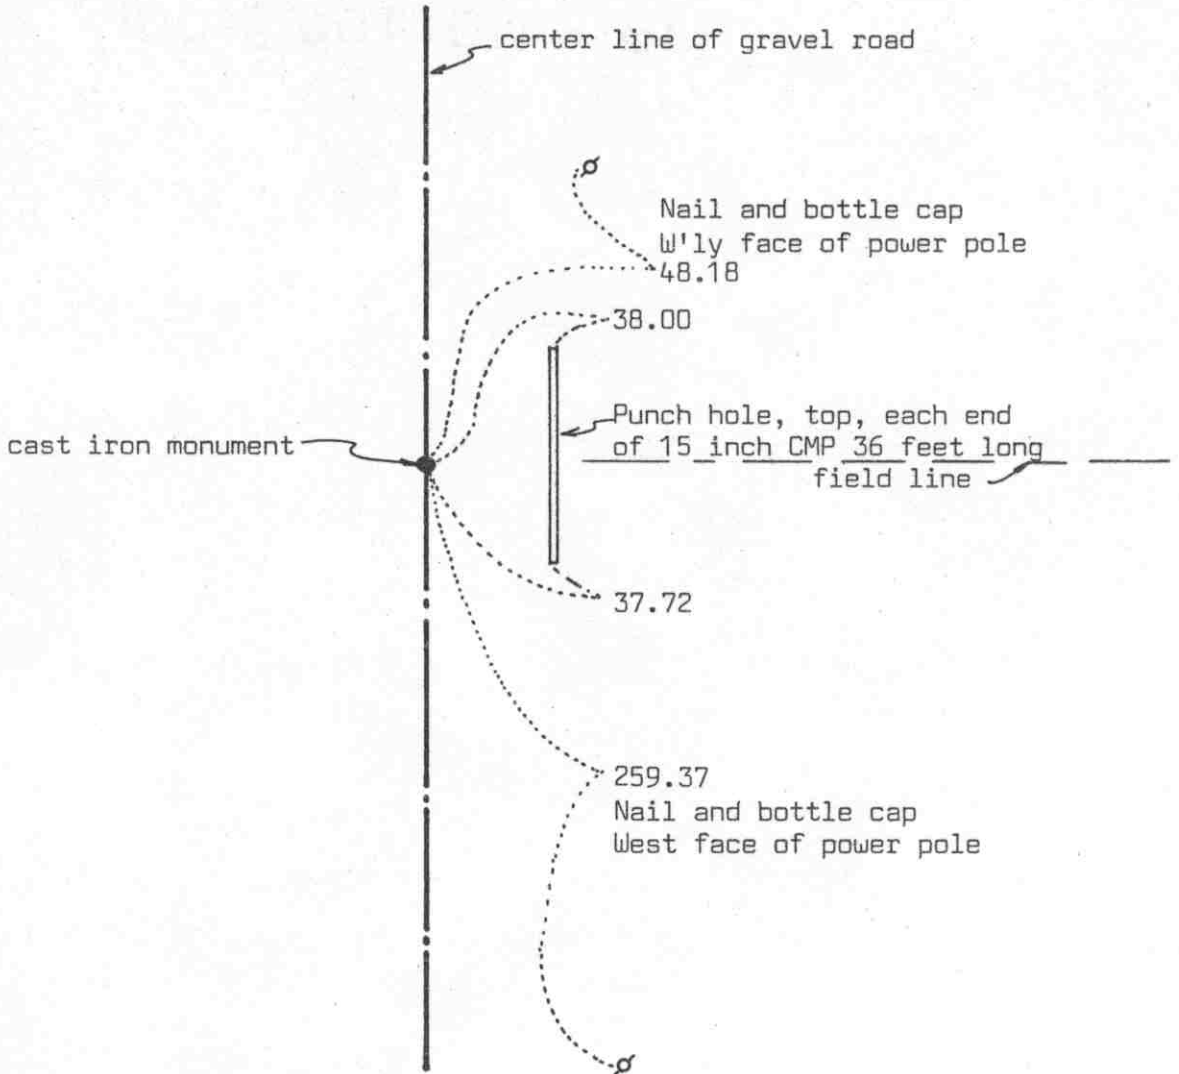 center line of gravel road
Nail and bottle cap
W'ly face of power pole
48.18
38.00
Punch hole, top, each end
of 15 inch CMP 36 feet long
cast iron monument
field line
37.72
259.37
Nail and bottle cap
West face of power pole